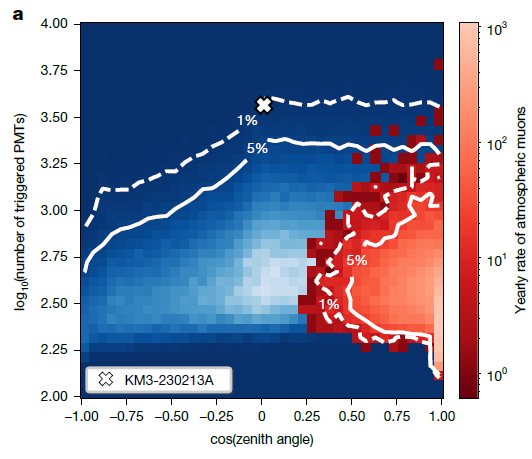 a
4.00
3.75
3.50
3.25
3.00
2.75
2.50
2.25
2.00
log10(number of triggered PMTs)
1%
5%
5%
1%
KM3-230213A
−1.00 −0.75 −0.50 −0.25 0 0.25 0.50 0.75 1.00
cos(zenith angle)
10³
10²
10¹
10⁰
Yearly rate of atmospheric muons